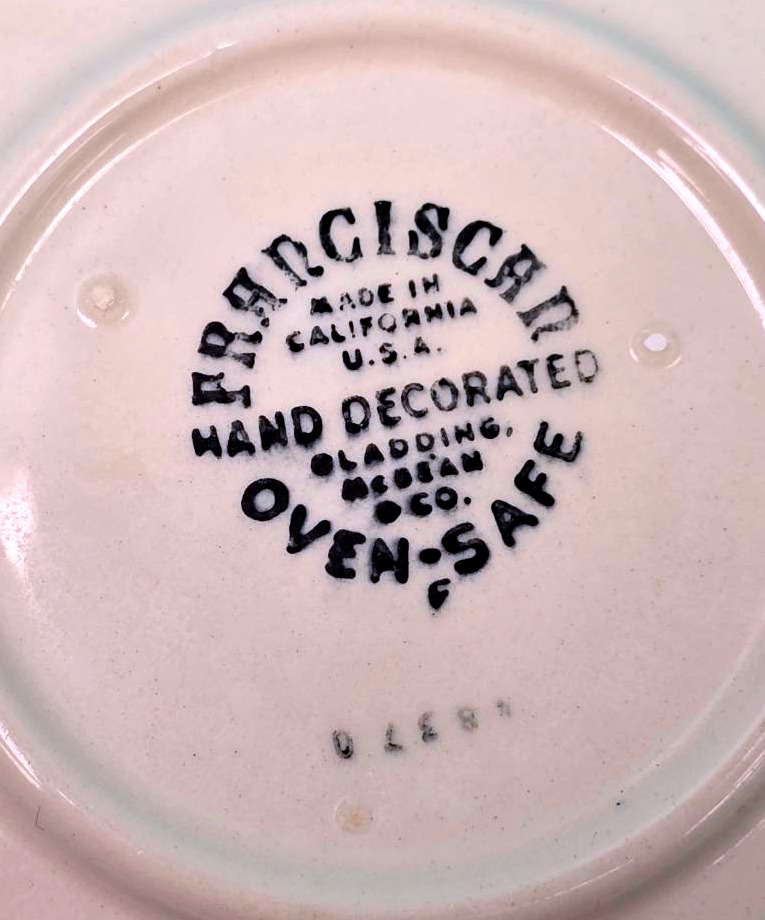 FRANCISCAN
MADE IN
CALIFORNIA
U.S.A.
HAND DECORATED
GLADDING,
McBEAN
& CO.
OVEN-SAFE